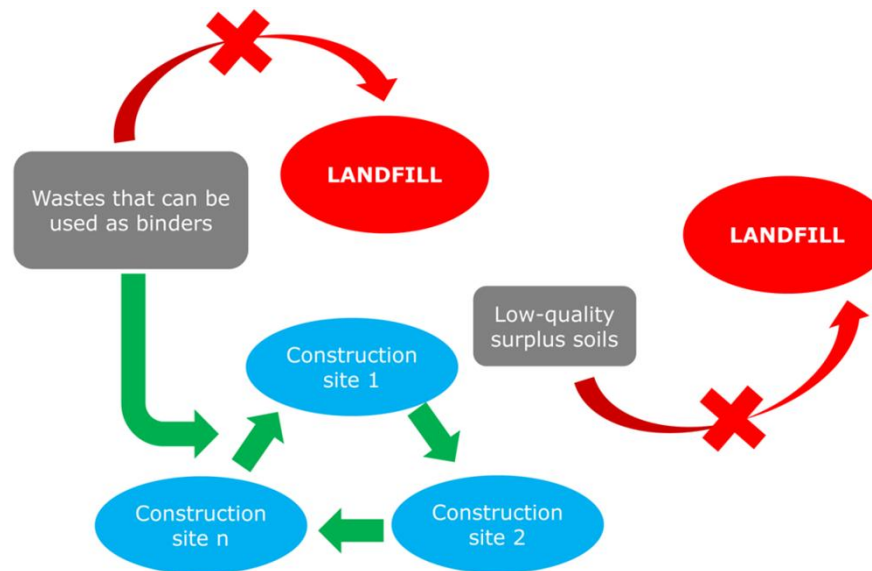 LANDFILL
Wastes that can be
used as binders
LANDFILL
Low-quality
surplus soils
Construction
site 1
Construction
site n
Construction
site 2